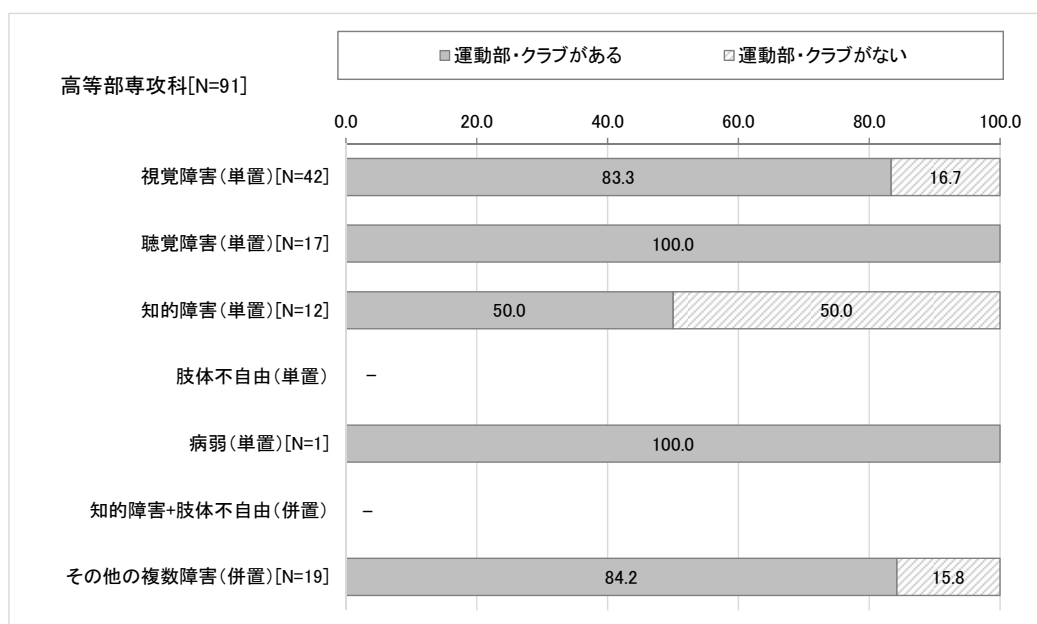 ■運動部・クラブがある □運動部・クラブがない
高等部専攻科[N=91]
0.0 20.0 40.0 60.0 80.0 100.0
視覚障害（単置）[N=42] 83.3 16.7
聴覚障害（単置）[N=17] 100.0
知的障害（単置）[N=12] 50.0 50.0
肢体不自由（単置） −
病弱（単置）[N=1] 100.0
知的障害+肢体不自由（併置） −
その他の複数障害（併置）[N=19] 84.2 15.8